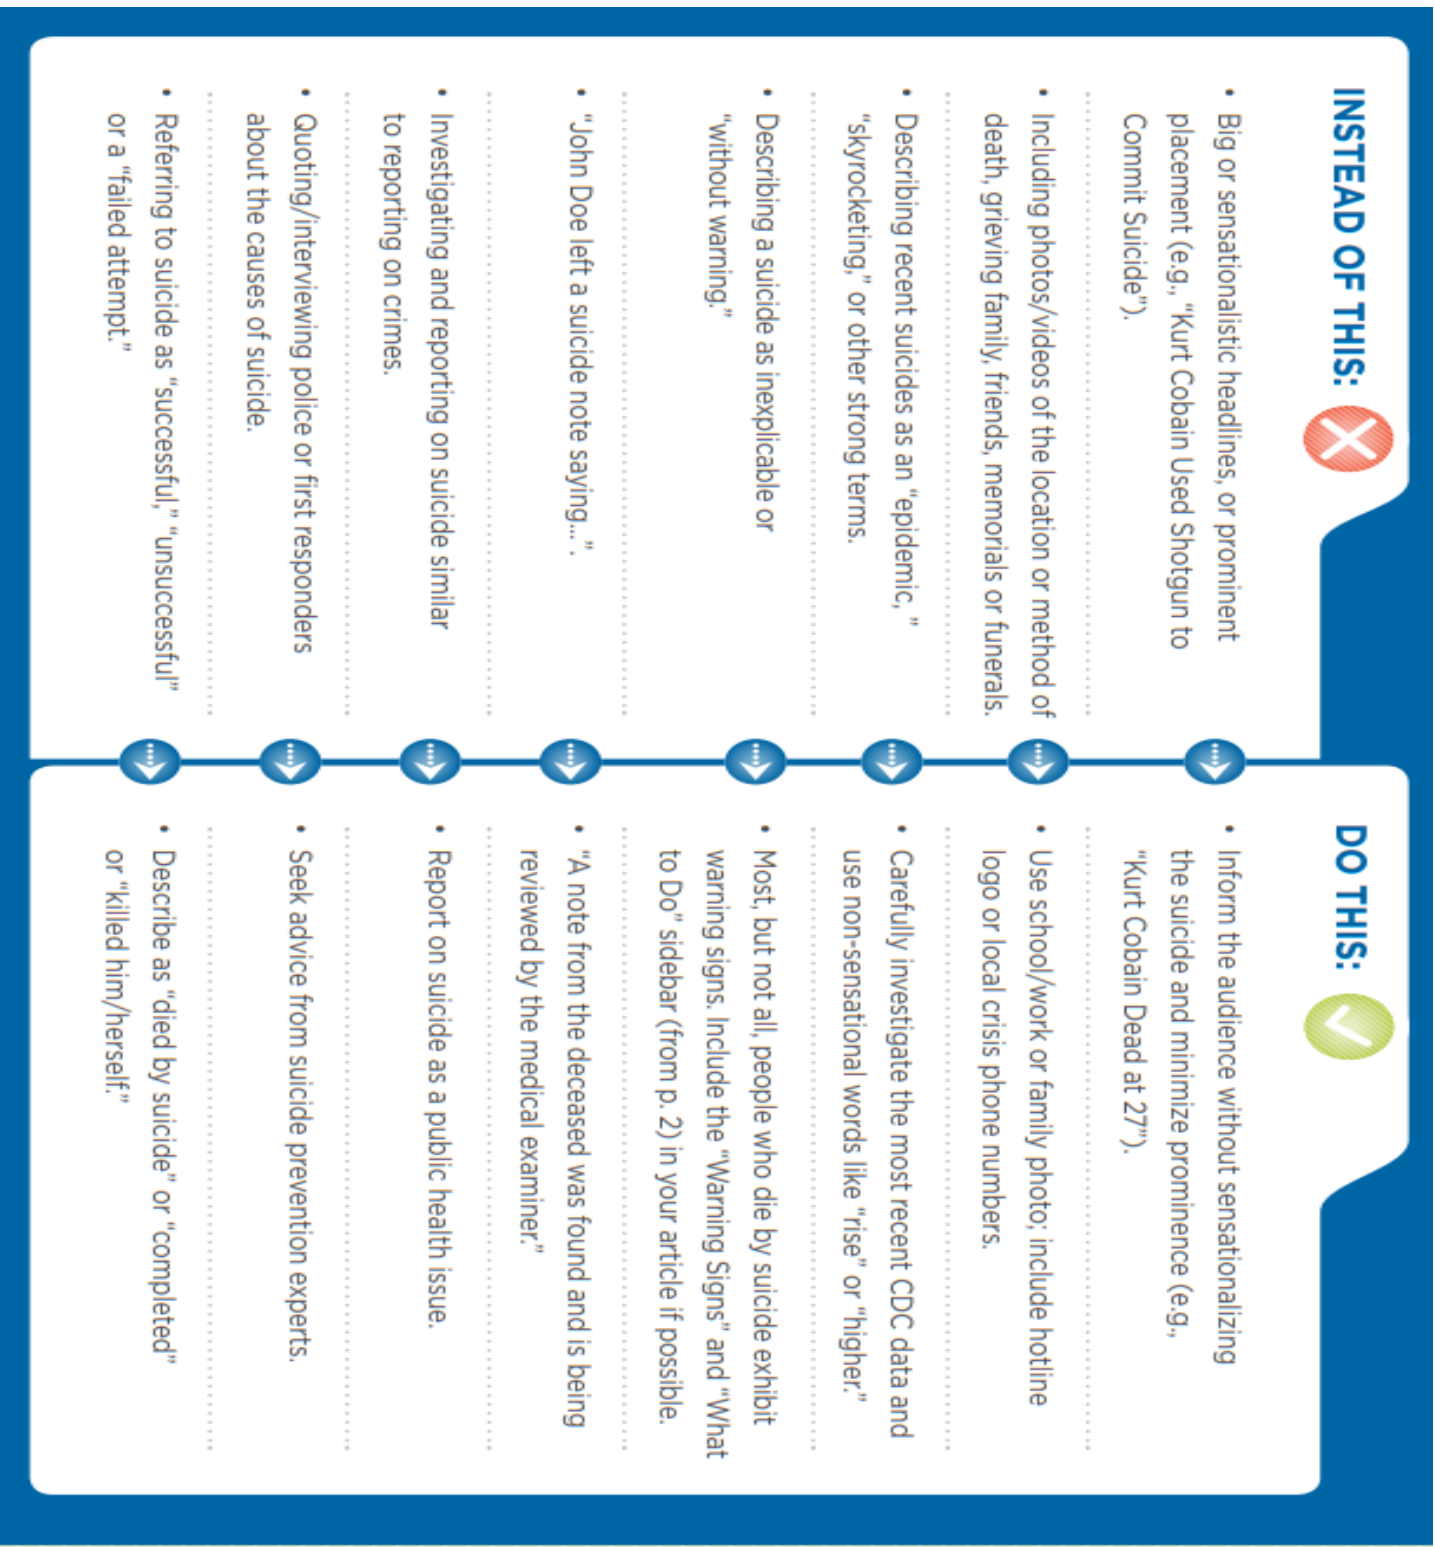 INSTEAD OF THIS:
• Big or sensationalistic headlines, or prominent
placement (e.g., “Kurt Cobain Used Shotgun to
Commit Suicide”).
• Including photos/videos of the location or method of
death, grieving family, friends, memorials or funerals.
• Describing recent suicides as an “epidemic, ”
“skyrocketing,” or other strong terms.
• Describing a suicide as inexplicable or
“without warning.”
• “John Doe left a suicide note saying... ”.
• Investigating and reporting on suicide similar
to reporting on crimes.
• Quoting/interviewing police or first responders
about the causes of suicide.
• Referring to suicide as “successful,” “unsuccessful”
or a “failed attempt.”
DO THIS:
• Inform the audience without sensationalizing
the suicide and minimize prominence (e.g.,
“Kurt Cobain Dead at 27”).
• Use school/work or family photo; include hotline
logo or local crisis phone numbers.
• Carefully investigate the most recent CDC data and
use non-sensational words like “rise” or “higher.”
• Most, but not all, people who die by suicide exhibit
warning signs. Include the “Warning Signs” and “What
to Do” sidebar (from p. 2) in your article if possible.
• “A note from the deceased was found and is being
reviewed by the medical examiner.”
• Report on suicide as a public health issue.
• Seek advice from suicide prevention experts.
• Describe as “died by suicide” or “completed”
or “killed him/herself.”